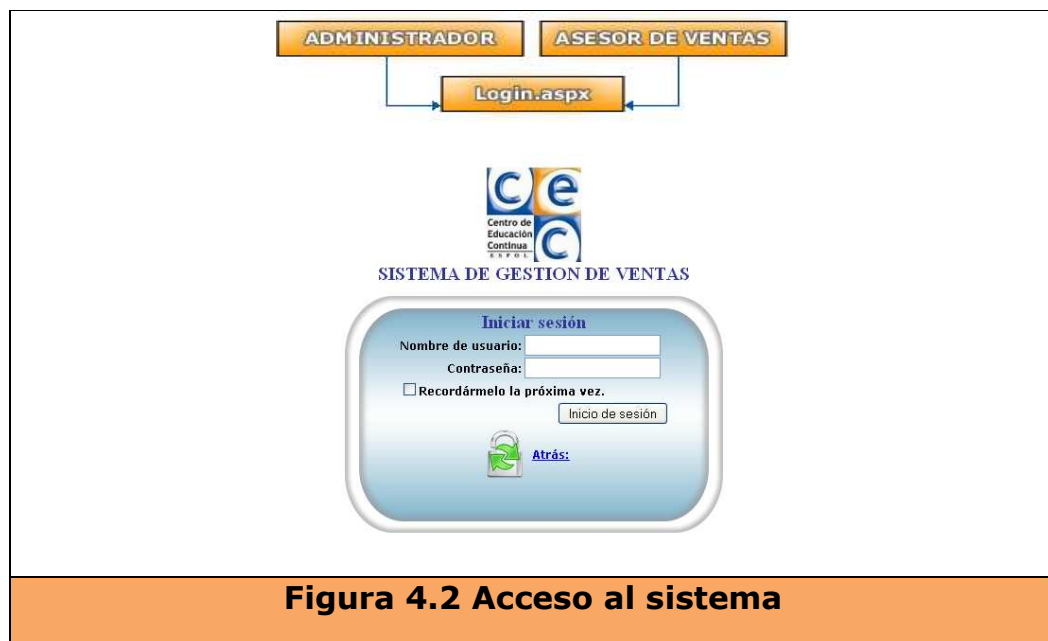 ADMINISTRADOR ASESOR DE VENTAS
Login.aspx
cec
Centro de
Educación
Continua
ESPOL
SISTEMA DE GESTION DE VENTAS
Iniciar sesión
Nombre de usuario:
Contraseña:
Recordármelo la próxima vez.
Inicio de sesión
Atrás:
Figura 4.2 Acceso al sistema